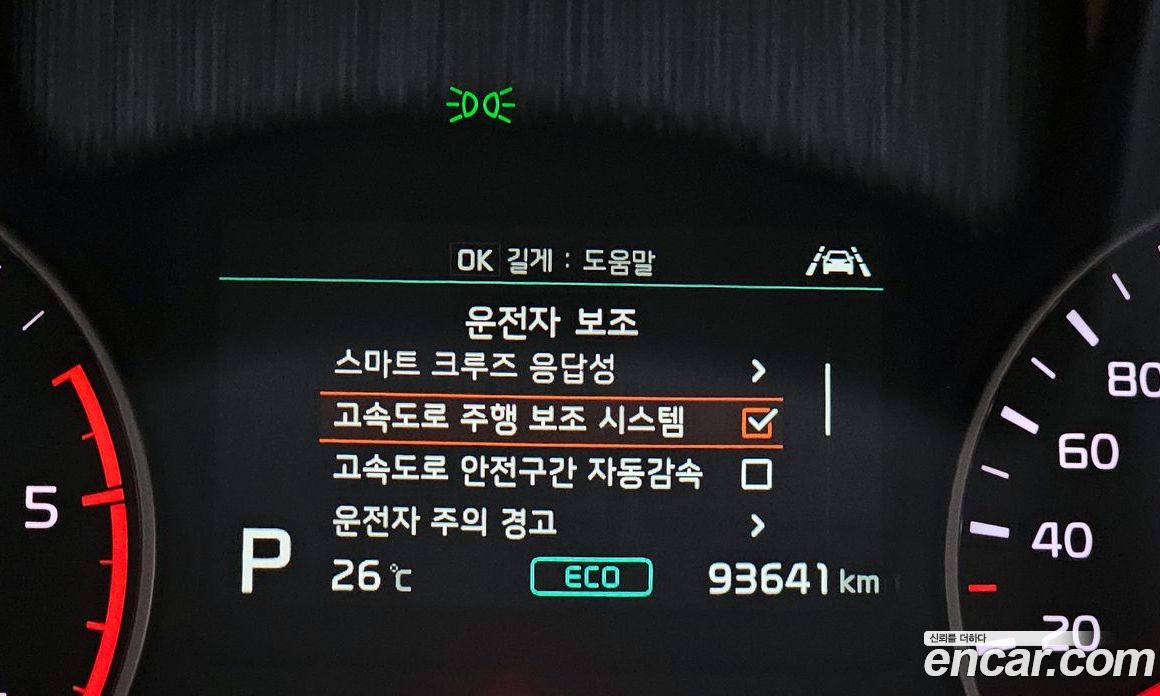 OK 길게 : 도움말
운전자 보조
스마트 크루즈 응답성
고속도로 주행 보조 시스템
고속도로 안전구간 자동감속
운전자 주의 경고
P
26 ℃
ECO
93641 km
5
80
60
40
20
신뢰를 더하다
encar.com